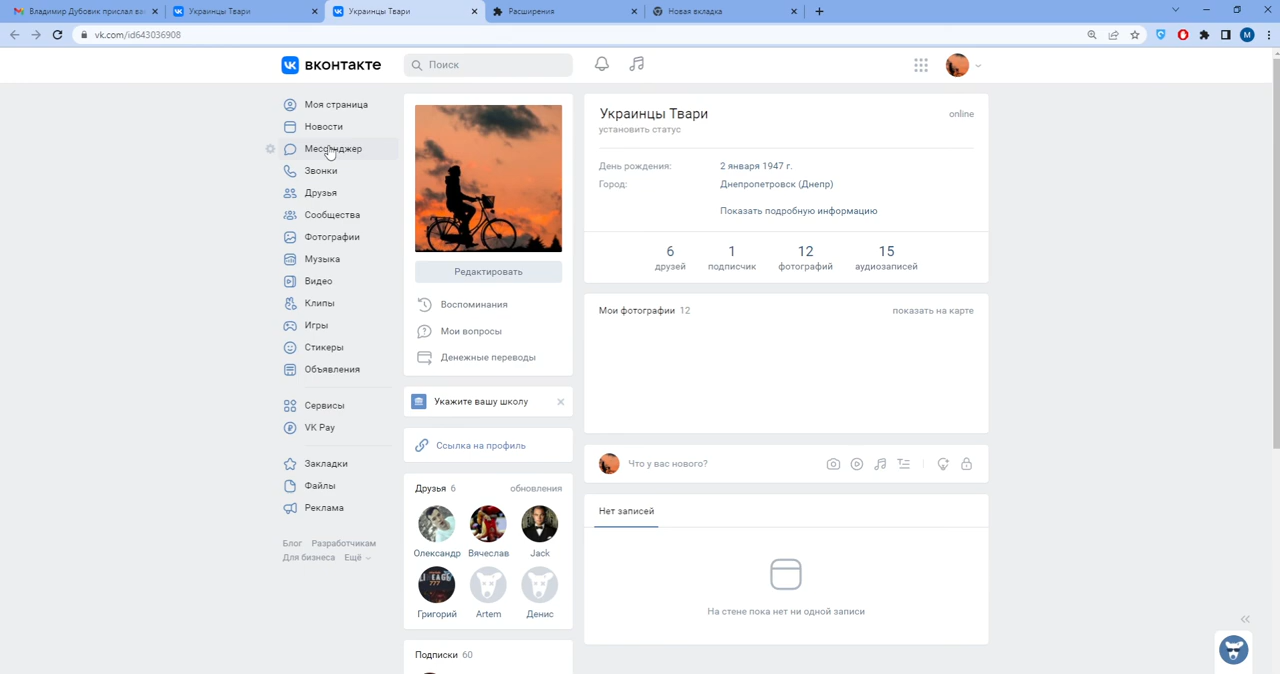 Владимир Дубовик прислал ва
Украинцы Твари
Украинцы Твари
Расширения
Новая вкладка
vk.com/id643036908
M
ВКОНТАКТЕ
Поиск
Моя страница
Новости
Мессенджер
Звонки
Друзья
Сообщества
Фотографии
Музыка
Видео
Клипы
Игры
Стикеры
Объявления
Сервисы
VK Pay
Закладки
Файлы
Реклама
Блог Разработчикам
Для бизнеса Ещё
Редактировать
Воспоминания
Мои вопросы
Денежные переводы
Укажите вашу школу
Ссылка на профиль
Друзья 6 обновления
Олександр Вячеслав Jack
Григорий Artem Денис
Подписки 60
Украинцы Твари online
установить статус
День рождения: 2 января 1947 г.
Город: Днепропетровск (Днепр)
Показать подробную информацию
6 1 12 15
друзей подписчик фотографий аудиозаписей
Мои фотографии 12 показать на карте
Что у вас нового?
Нет записей
На стене пока нет ни одной записи